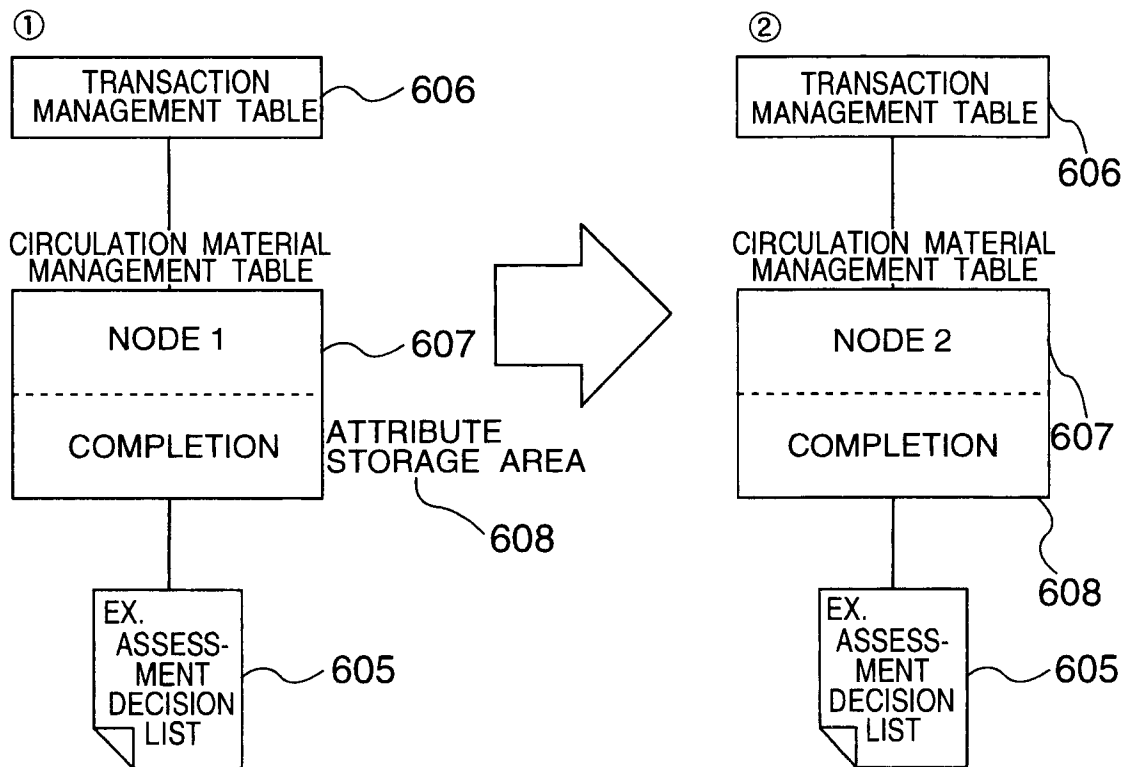 ①
TRANSACTION
MANAGEMENT TABLE
606
CIRCULATION MATERIAL
MANAGEMENT TABLE
NODE 1
607
COMPLETION
ATTRIBUTE
STORAGE AREA
608
EX.
ASSESS-
MENT
DECISION
LIST
605
②
TRANSACTION
MANAGEMENT TABLE
606
CIRCULATION MATERIAL
MANAGEMENT TABLE
NODE 2
607
COMPLETION
608
EX.
ASSESS-
MENT
DECISION
LIST
605